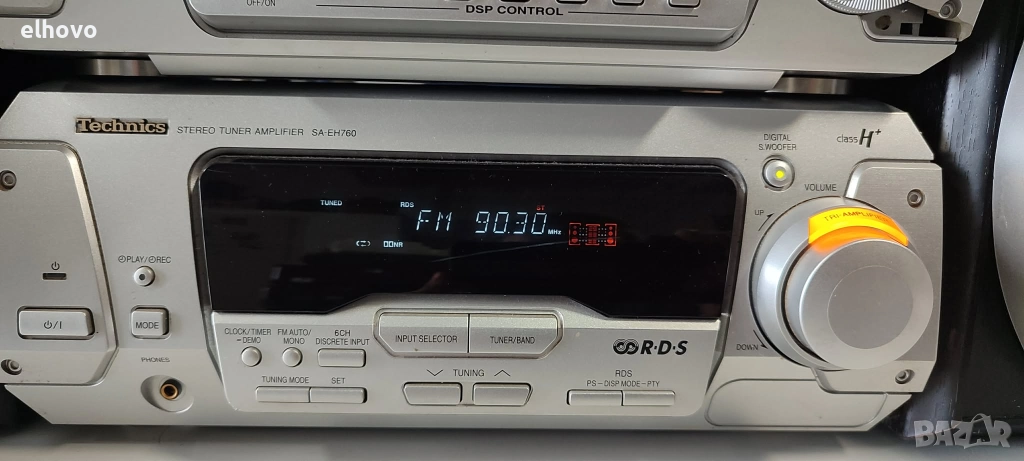 elhovo
OFF/ON
DSP CONTROL
Technics STEREO TUNER AMPLIFIER SA-EH760
DIGITAL
S.WOOFER
class H+
VOLUME
UP
TRI-AMPLIFIER
DOWN
TUNED
RDS
ST
FM 90.30 MHz
NR
PLAY/REC
MODE
PHONES
CLOCK/TIMER
–DEMO
FM AUTO/
MONO
6CH
DISCRETE INPUT
INPUT SELECTOR
TUNER/BAND
R·D·S
TUNING MODE
SET
TUNING
RDS
PS–DISP MODE–PTY
BAZAR